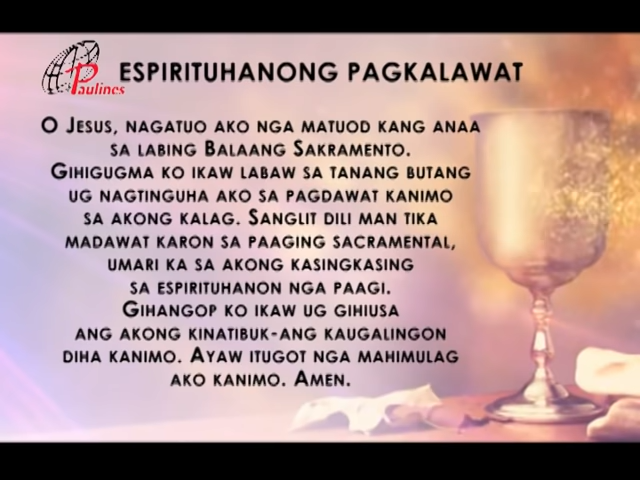 Paulines
ESPIRITUHANONG PAGKALAWAT
O JESUS, NAGATUO AKO NGA MATUOD KANG ANAA
SA LABING BALAANG SAKRAMENTO.
GIHIGUGMA KO IKAW LABAW SA TANANG BUTANG
UG NAGTINGUHA AKO SA PAGDAWAT KANIMO
SA AKONG KALAG. SANGLIT DILI MAN TIKA
MADAWAT KARON SA PAAGING SACRAMENTAL,
UMARI KA SA AKONG KASINGKASING
SA ESPIRITUHANON NGA PAAGI.
GIHANGOP KO IKAW UG GIHIUSA
ANG AKONG KINATIBUK-ANG KAUGALINGON
DIHA KANIMO. AYAW ITUGOT NGA MAHIMULAG
AKO KANIMO. AMEN.